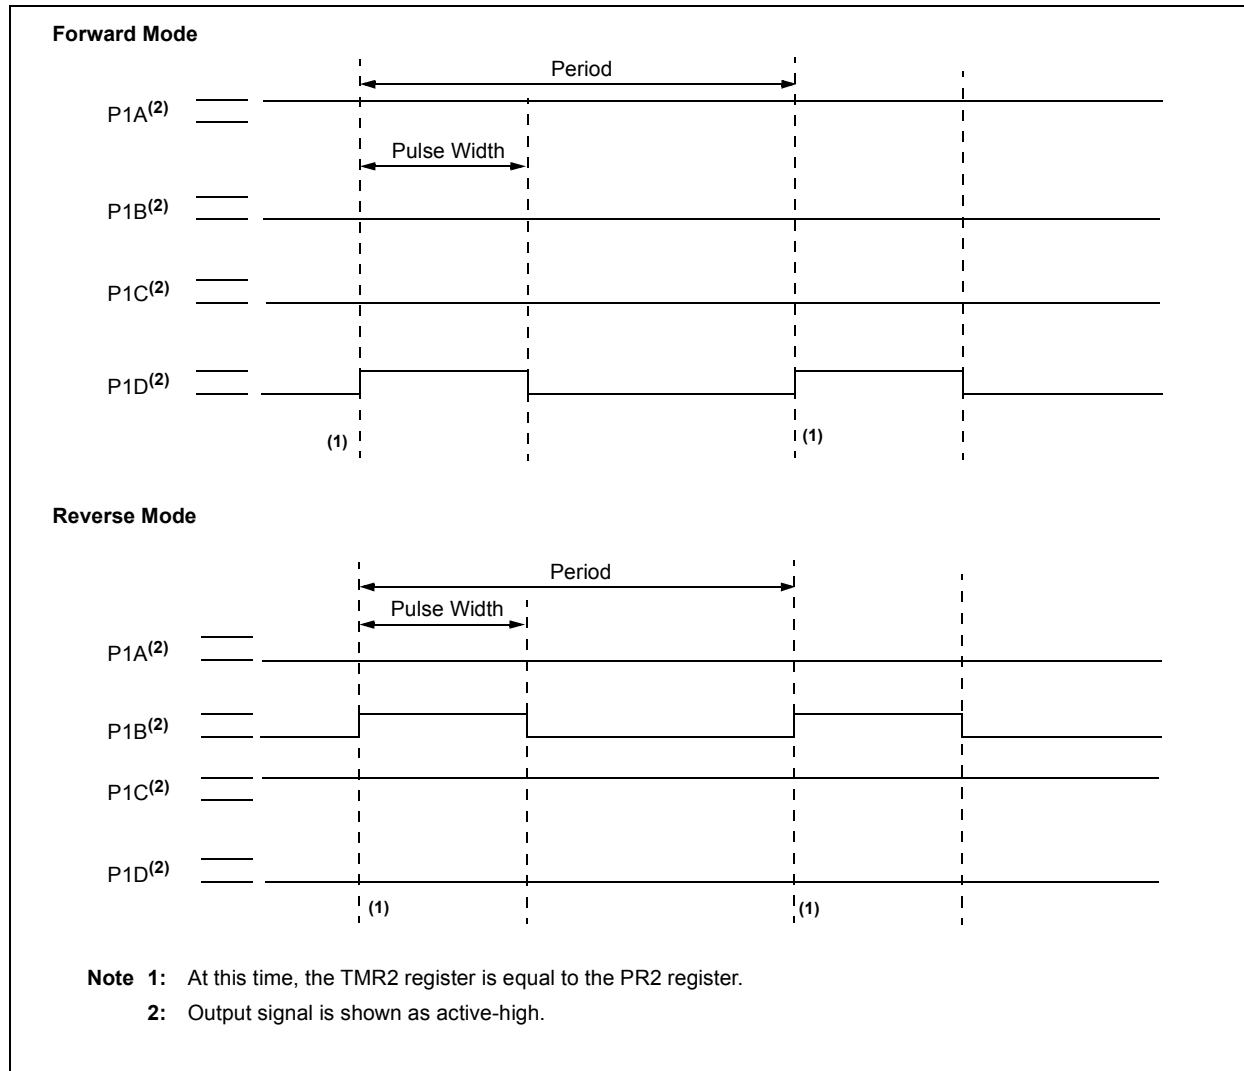 Forward Mode
Period
P1A(2)
Pulse Width
P1B(2)
P1C(2)
P1D(2)
(1) (1)
Reverse Mode
Period
Pulse Width
P1A(2)
P1B(2)
P1C(2)
P1D(2)
(1) (1)
Note 1: At this time, the TMR2 register is equal to the PR2 register.
2: Output signal is shown as active-high.